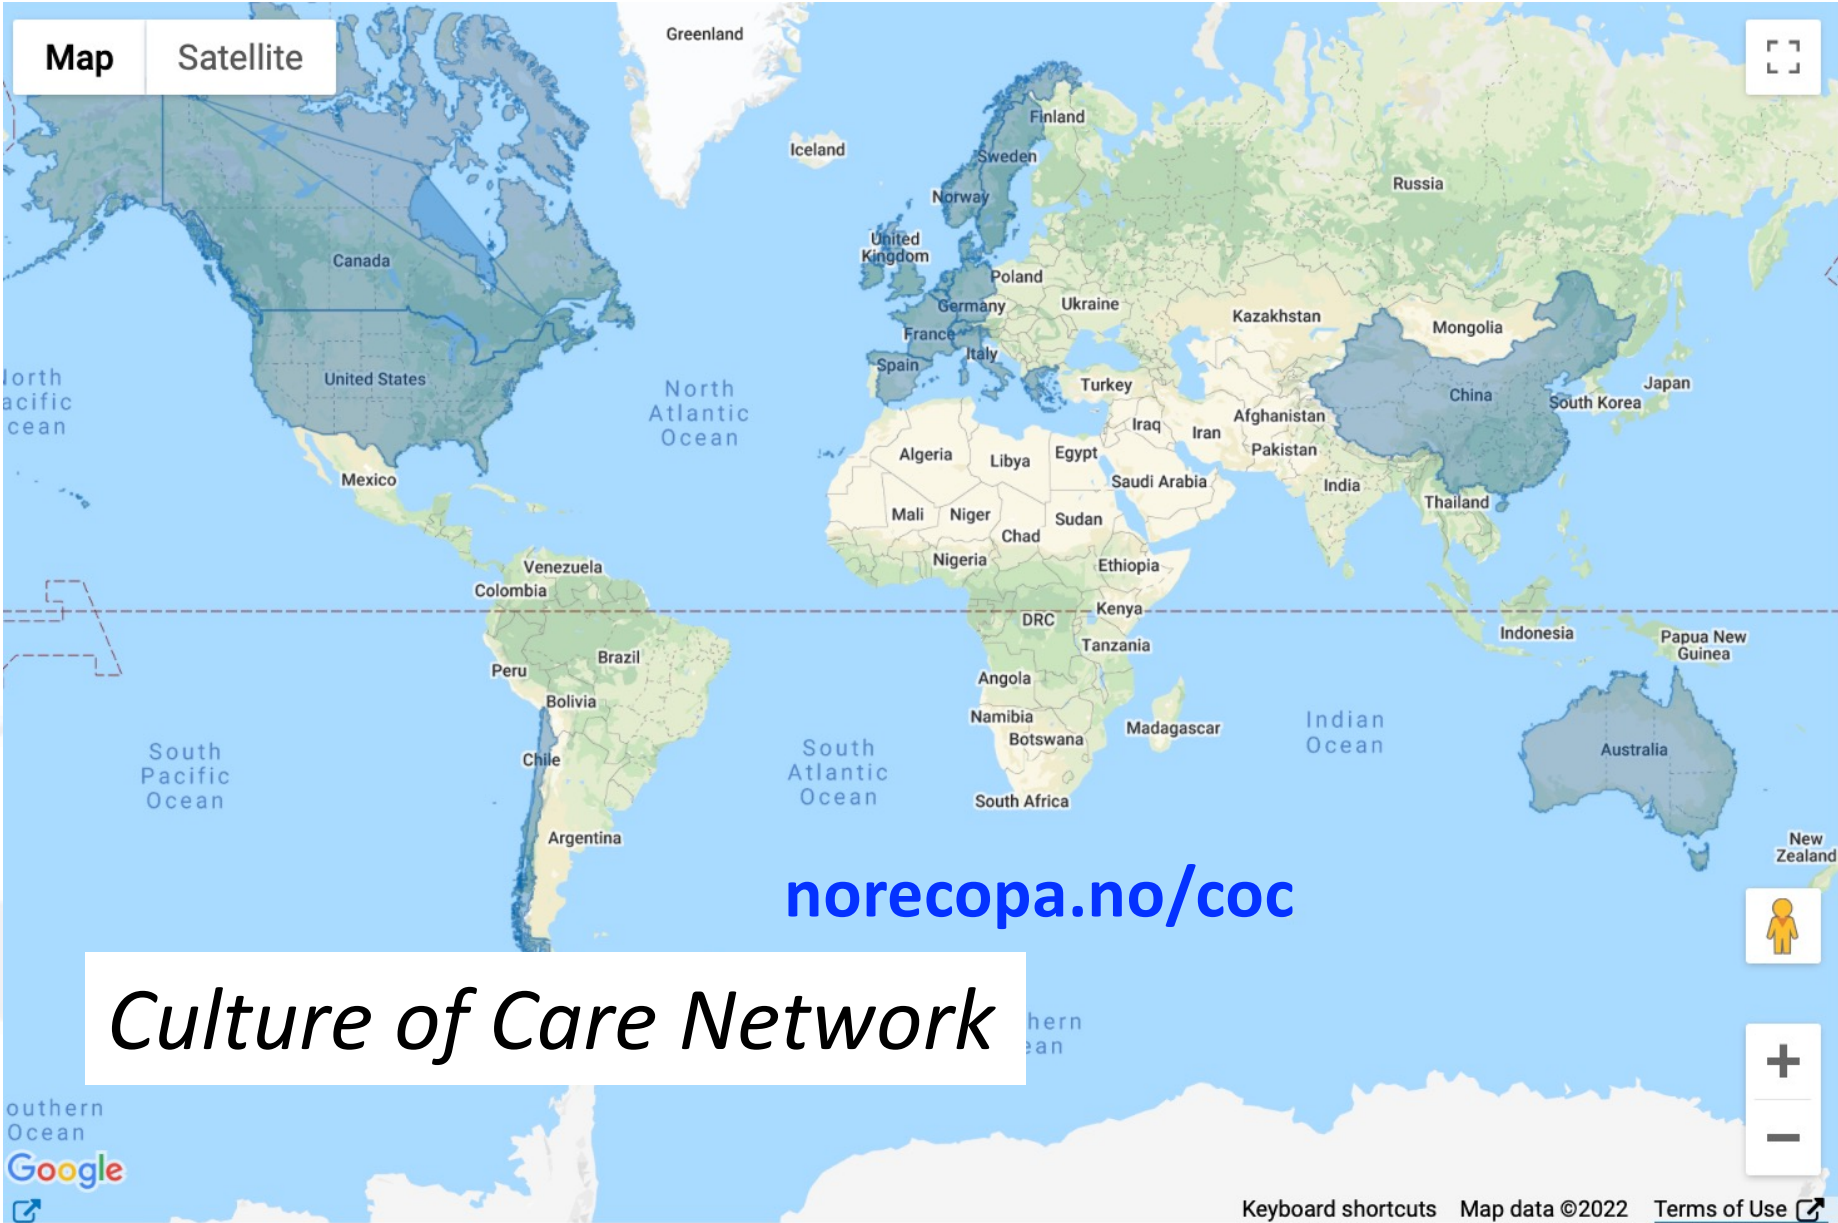 Map
Satellite
Greenland
Iceland
Finland
Sweden
Norway
Russia
United
Kingdom
Poland
Germany
Ukraine
France
Italy
Spain
Turkey
Kazakhstan
Mongolia
China
South Korea
Japan
Canada
United States
Mexico
North
Atlantic
Ocean
Algeria
Libya
Egypt
Iraq
Iran
Afghanistan
Pakistan
Saudi Arabia
India
Thailand
Mali
Niger
Chad
Sudan
Nigeria
Ethiopia
Venezuela
Colombia
DRC
Kenya
Tanzania
Indonesia
Papua New
Guinea
Peru
Brazil
Bolivia
Angola
Namibia
Botswana
Madagascar
Indian
Ocean
Australia
South
Pacific
Ocean
Chile
South
Atlantic
Ocean
South Africa
Argentina
New
Zealand
norecopa.no/coc
Culture of Care Network
hern
ean
outhern
Ocean
Google
Keyboard shortcuts Map data ©2022 Terms of Use